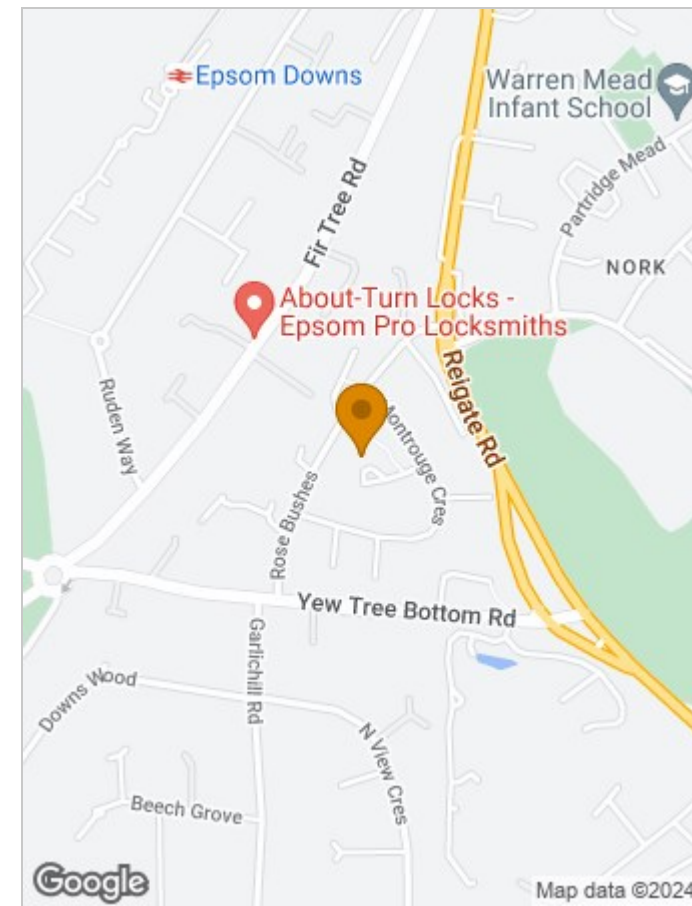 Epsom Downs
Warren Mead
Infant School
Partridge Mead
Fir Tree Rd
NORK
About-Turn Locks -
Epsom Pro Locksmiths
Reigate Rd
Ruden Way
Montrouge Cres
Rose Bushes
Yew Tree Bottom Rd
Garlichill Rd
Downs Wood
N View Cres
Beech Grove
Google
Map data ©2024